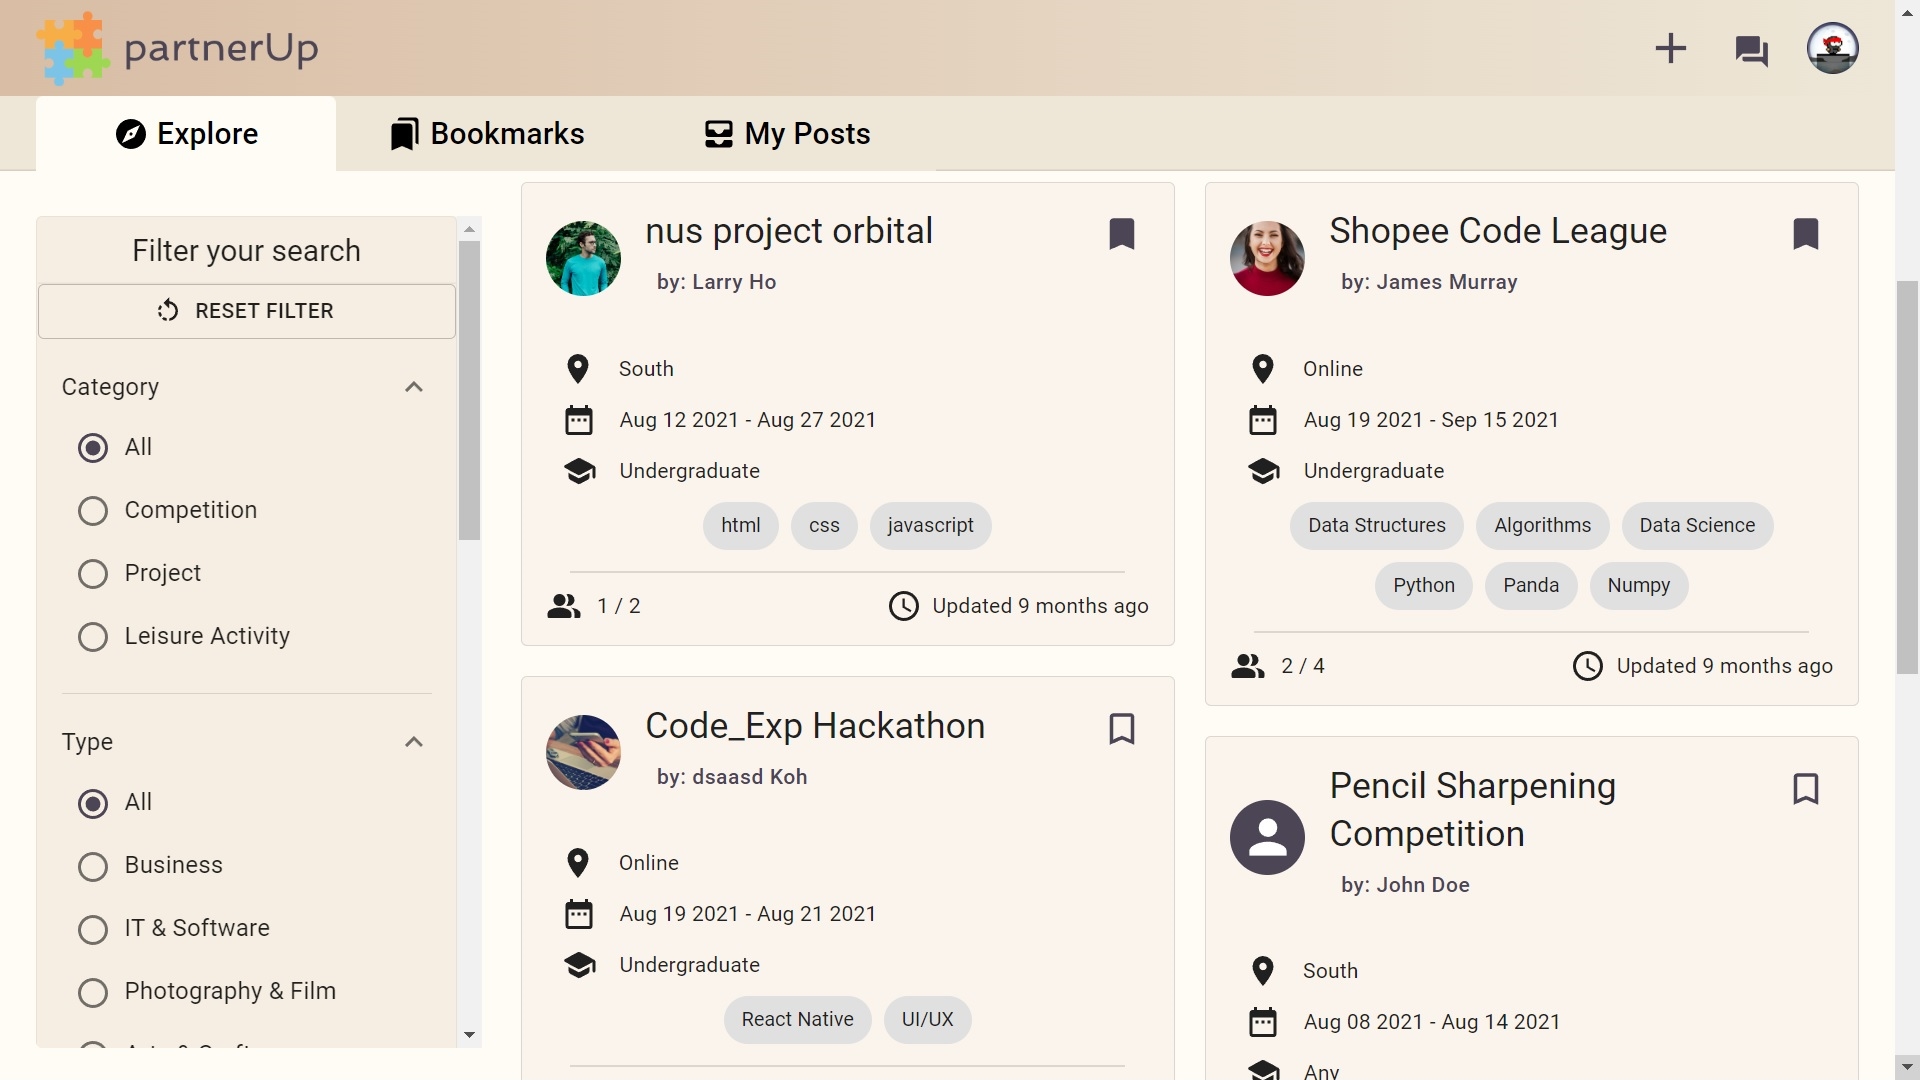 partnerUp
Explore
Bookmarks
My Posts
Filter your search
RESET FILTER
Category
All
Competition
Project
Leisure Activity
Type
All
Business
IT & Software
Photography & Film
nus project orbital
by: Larry Ho
South
Aug 12 2021 - Aug 27 2021
Undergraduate
html css javascript
1 / 2 Updated 9 months ago
Code_Exp Hackathon
by: dsaasd Koh
Online
Aug 19 2021 - Aug 21 2021
Undergraduate
React Native UI/UX
Shopee Code League
by: James Murray
Online
Aug 19 2021 - Sep 15 2021
Undergraduate
Data Structures Algorithms Data Science
Python Panda Numpy
2 / 4 Updated 9 months ago
Pencil Sharpening
Competition
by: John Doe
South
Aug 08 2021 - Aug 14 2021
Any